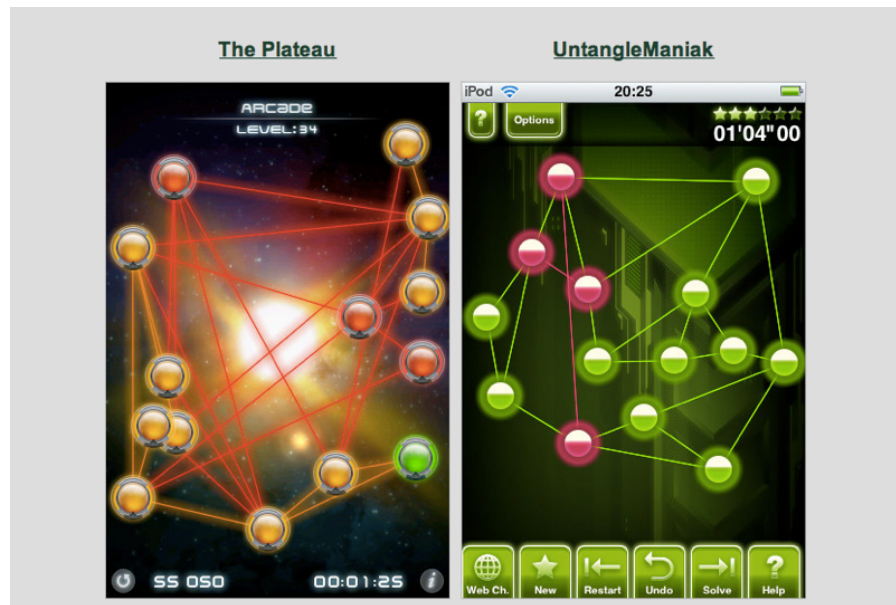 The Plateau
UntangleManiak
ARCADE
LEVEL:34
SS 050
00:01:25
i
iPod
20:25
?
Options
01'04"00
Web Ch.
New
Restart
Undo
Solve
?
Help